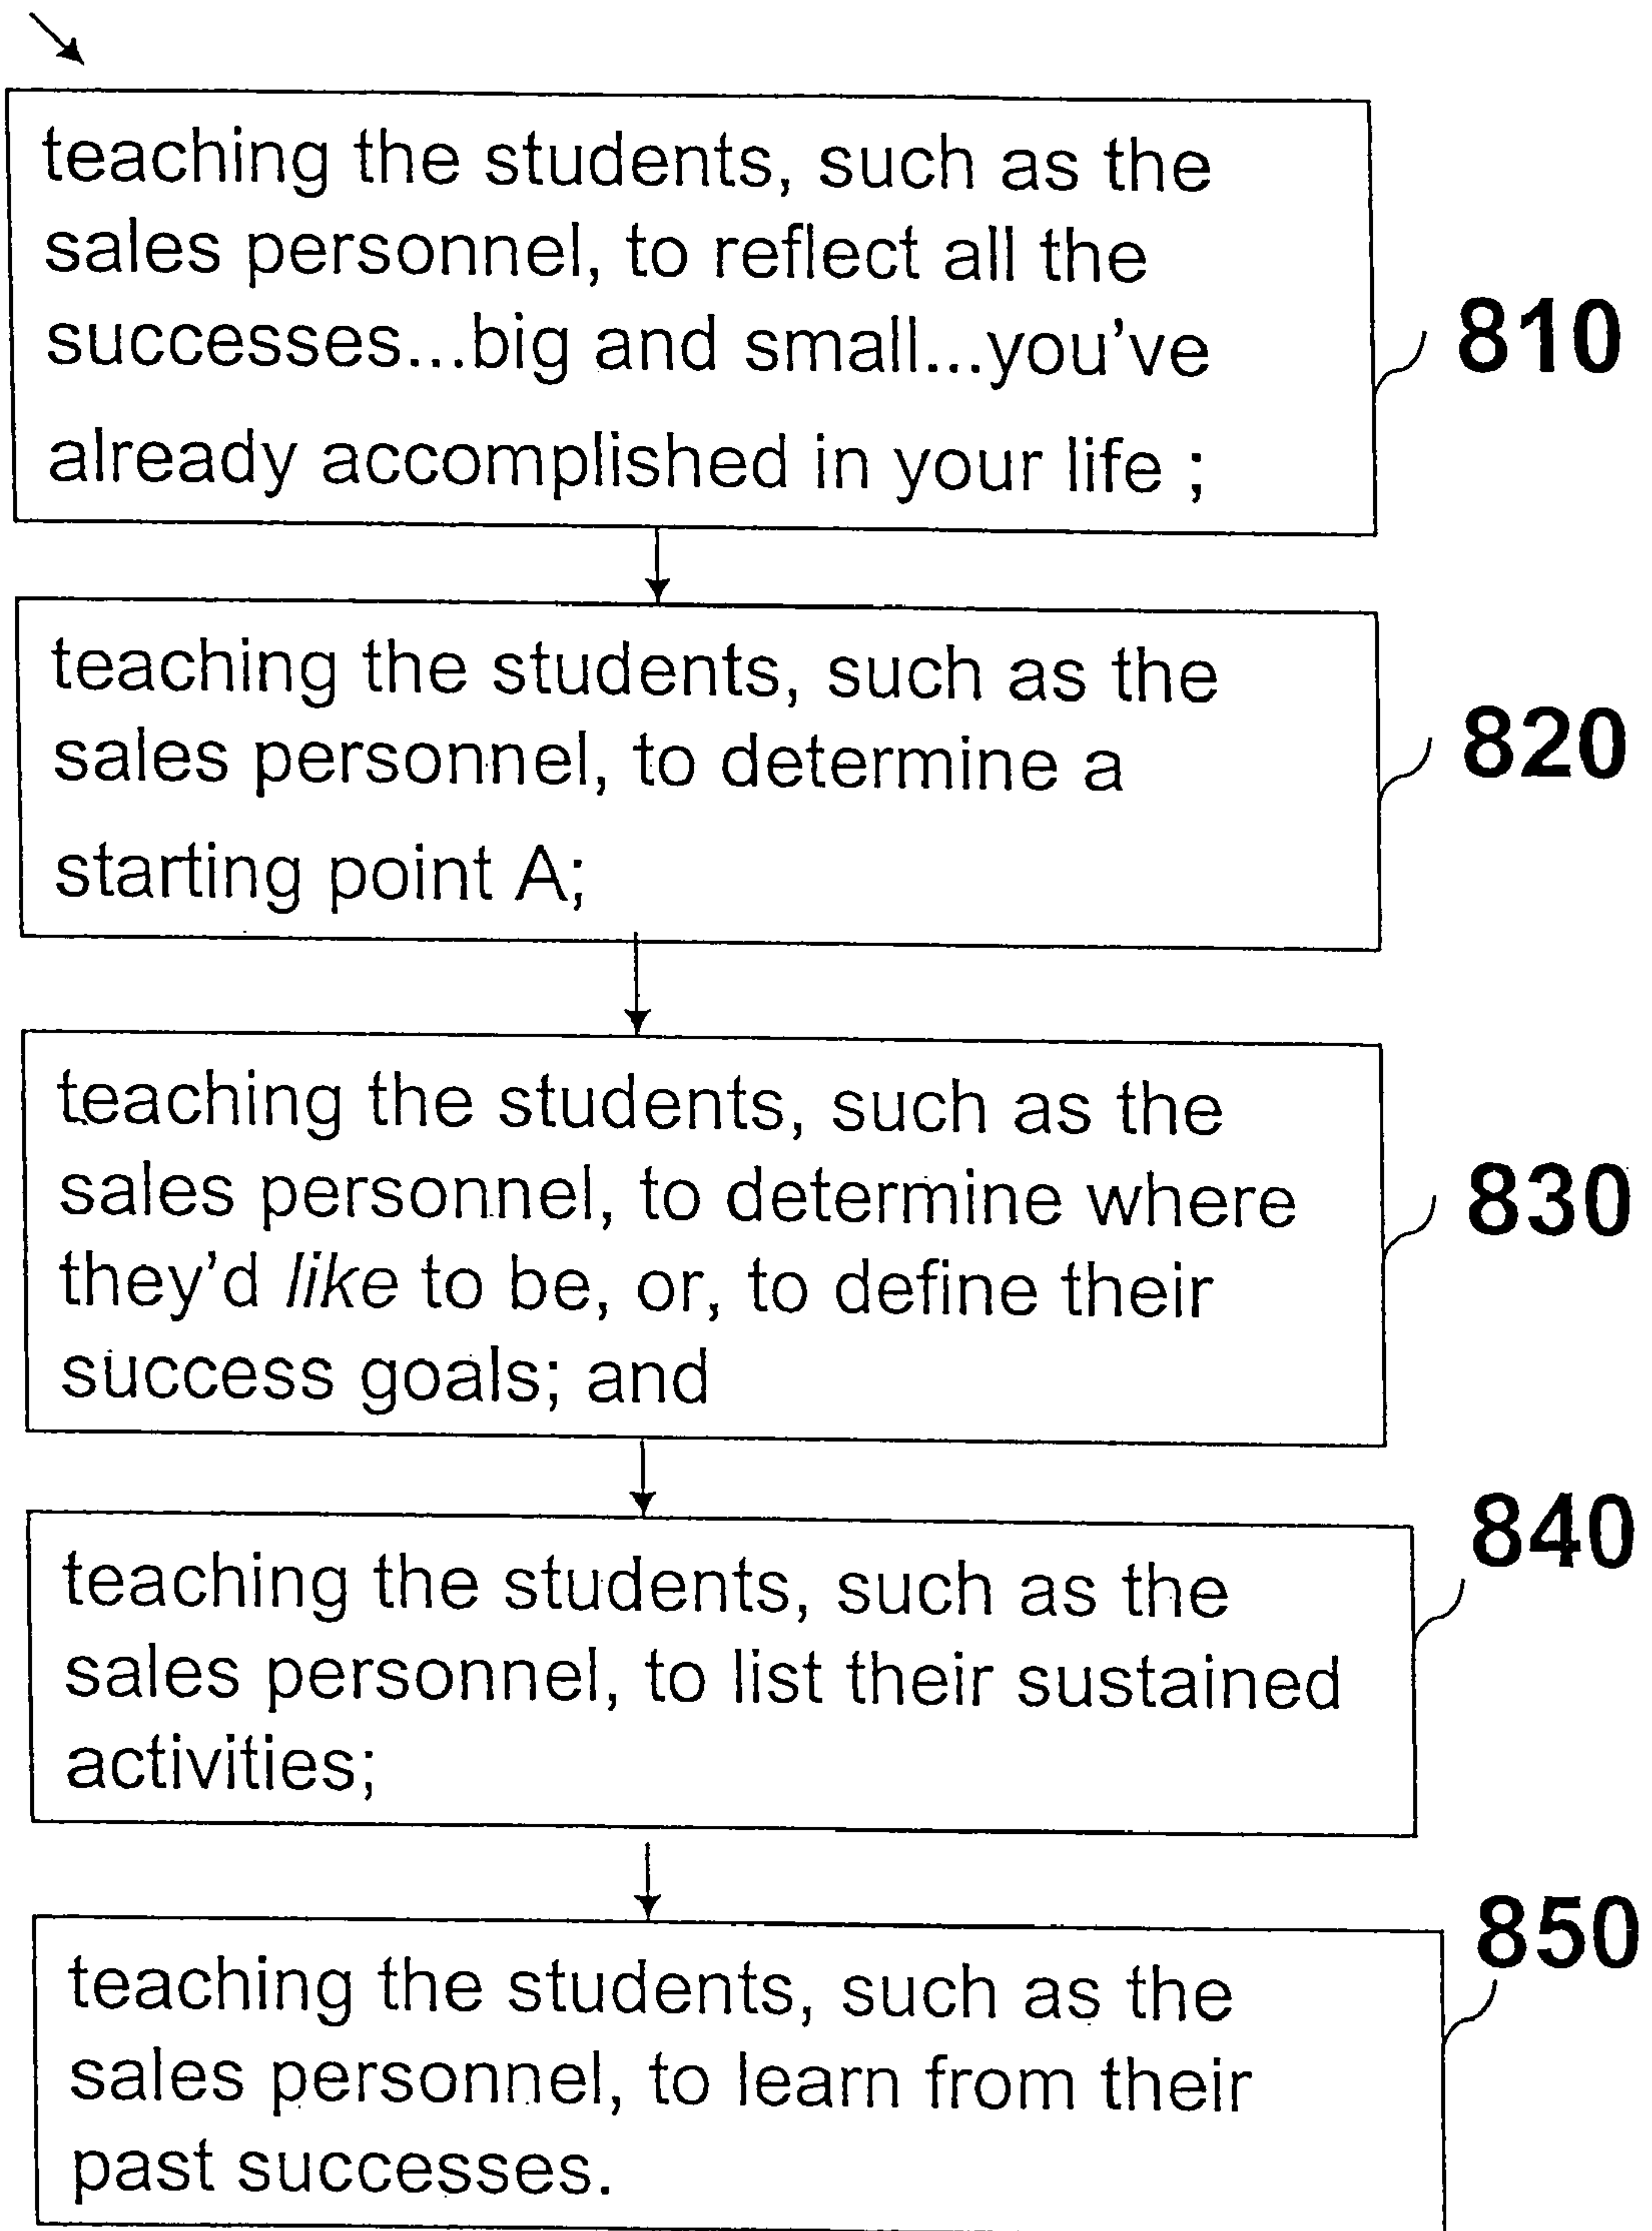 teaching the students, such as the
sales personnel, to reflect all the
successes...big and small...you've
already accomplished in your life ;
810
teaching the students, such as the
sales personnel, to determine a
starting point A;
820
teaching the students, such as the
sales personnel, to determine where
they'd like to be, or, to define their
success goals; and
830
teaching the students, such as the
sales personnel, to list their sustained
activities;
840
teaching the students, such as the
sales personnel, to learn from their
past successes.
850